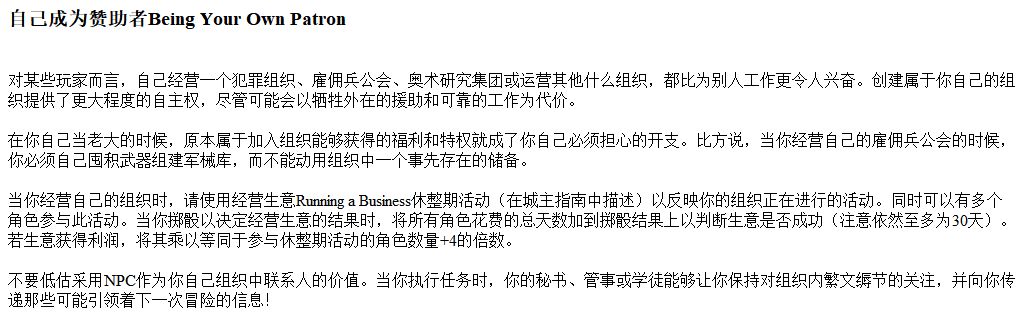 自己成为赞助者Being Your Own Patron
对某些玩家而言，自己经营一个犯罪组织、雇佣兵公会、奥术研究集团或运营其他什么组织，都比为别人工作更令人兴奋。创建属于你自己的组
织提供了更大程度的自主权，尽管可能会以牺牲外在的援助和可靠的工作为代价。
在你自己当老大的时候，原本属于加入组织能够获得的福利和特权就成了你自己必须担心的开支。比方说，当你经营自己的雇佣兵公会的时候，
你必须自己囤积武器组建军械库，而不能动用组织中一个事先存在的储备。
当你经营自己的组织时，请使用经营生意Running a Business休整期活动（在城主指南中描述）以反映你的组织正在进行的活动。同时可以有多个
角色参与此活动。当你掷骰以决定经营生意的结果时，将所有角色花费的总天数加到掷骰结果上以判断生意是否成功（注意依然至多为30天）。
若生意获得利润，将其乘以等同于参与休整期活动的角色数量+4的倍数。
不要低估采用NPC作为你自己组织中联系人的价值。当你执行任务时，你的秘书、管事或学徒能够让你保持对组织内繁文缛节的关注，并向你传
递那些可能引领着下一次冒险的信息！